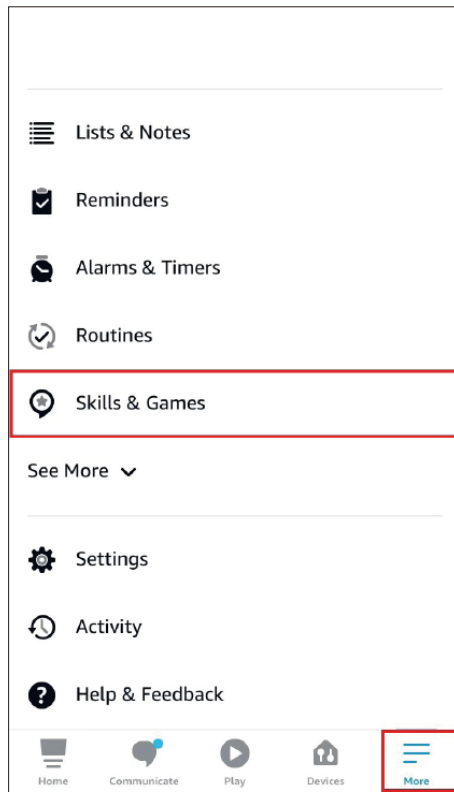 Lists & Notes
Reminders
Alarms & Timers
Routines
Skills & Games
See More
Settings
Activity
Help & Feedback
Home Communicate Play Devices More